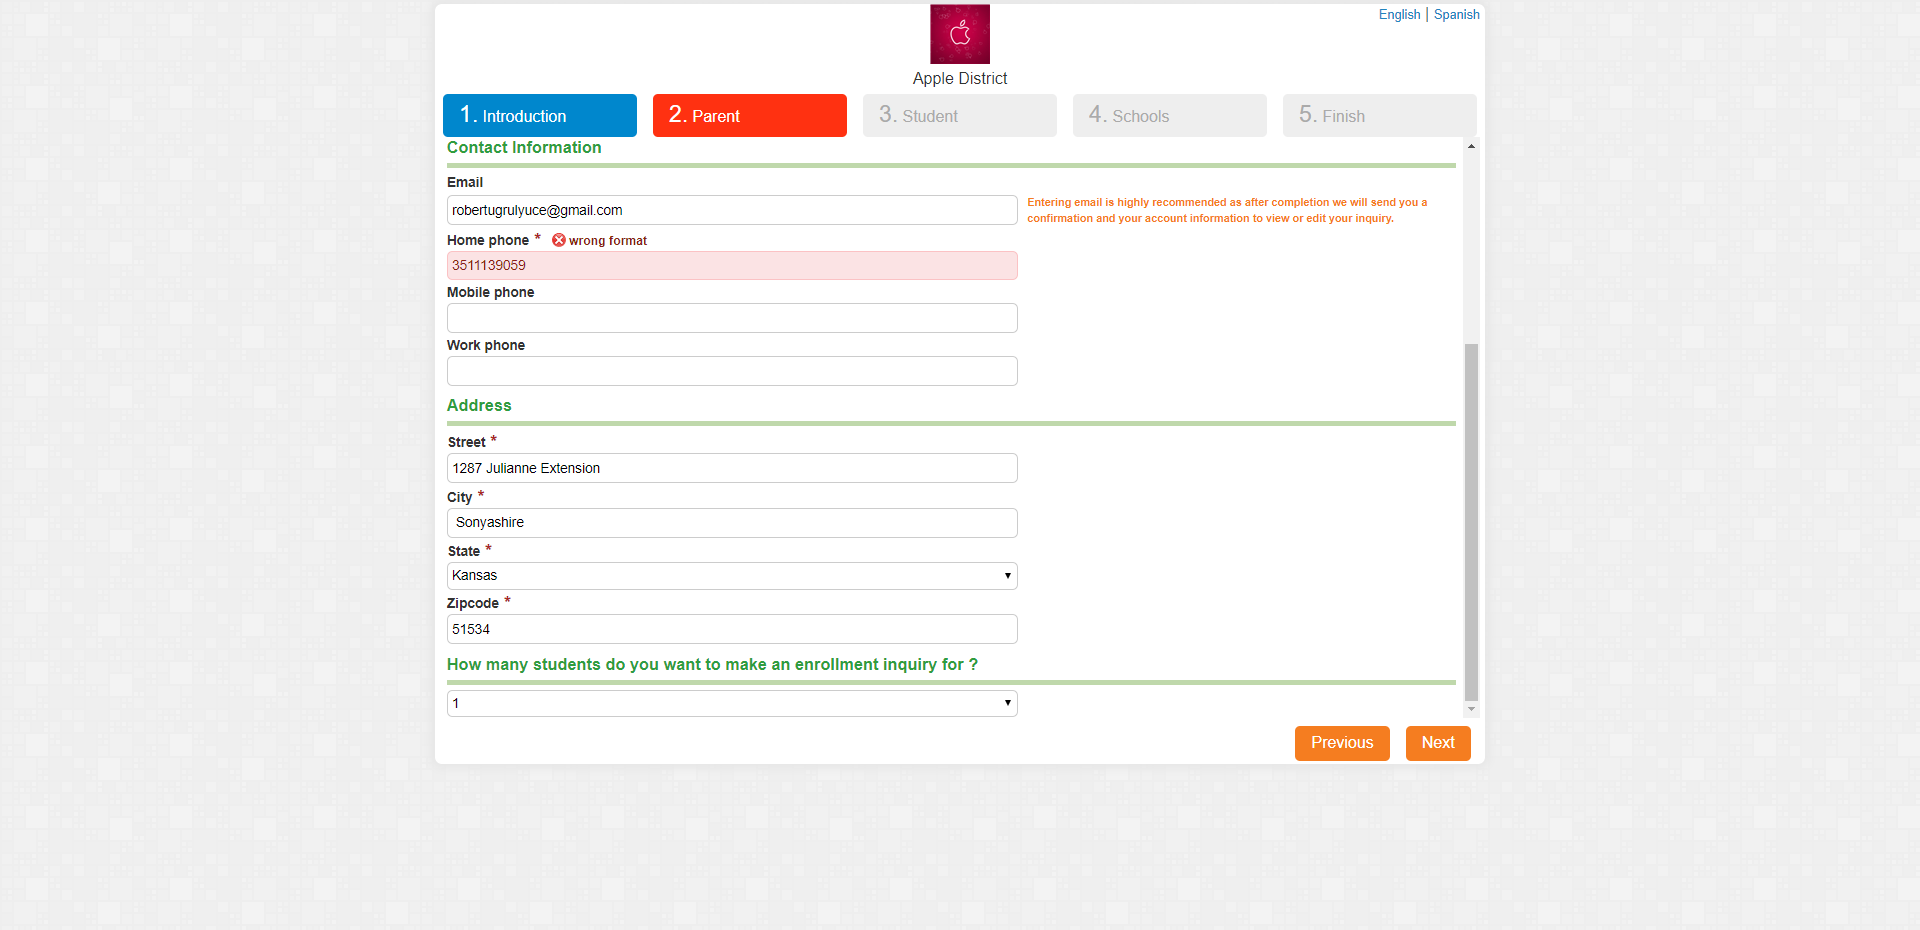 English | Spanish
Apple District
1. Introduction
2. Parent
3. Student
4. Schools
5. Finish
Contact Information
Email
robertugrulyuce@gmail.com
Entering email is highly recommended as after completion we will send you a
confirmation and your account information to view or edit your inquiry.
Home phone * wrong format
3511139059
Mobile phone
Work phone
Address
Street *
1287 Julianne Extension
City *
Sonyashire
State *
Kansas
Zipcode *
51534
How many students do you want to make an enrollment inquiry for ?
1
Previous
Next